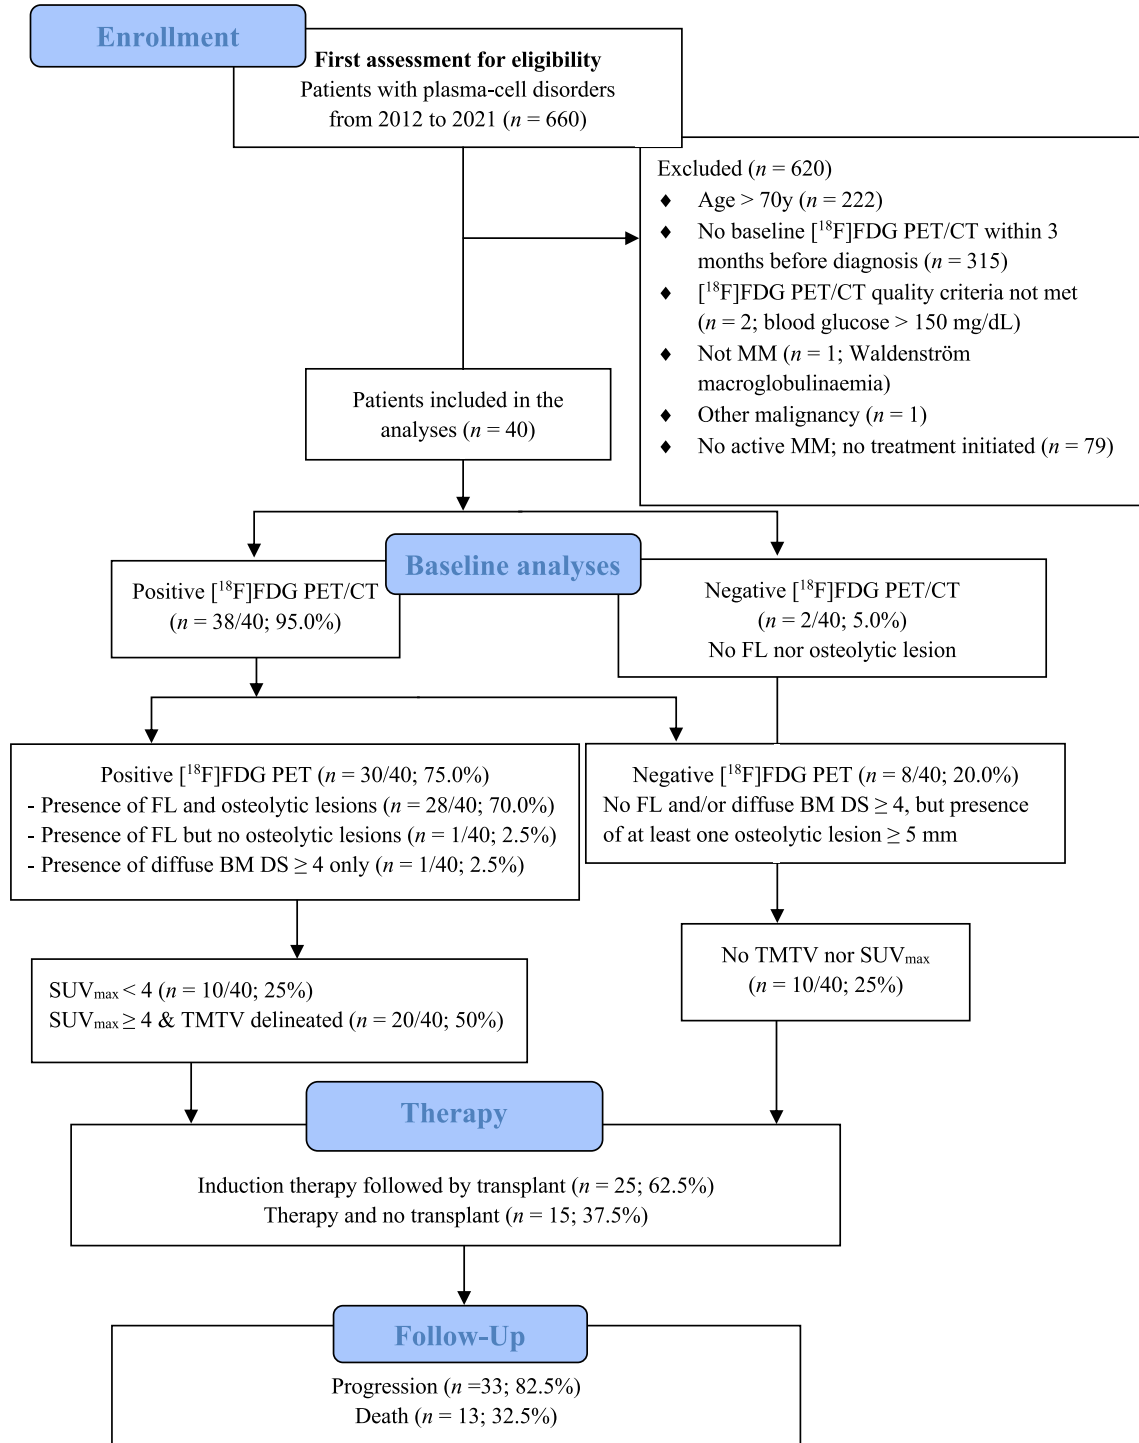 Enrollment
First assessment for eligibility
Patients with plasma-cell disorders
from 2012 to 2021 (n = 660)
Excluded (n = 620)
♦ Age > 70y (n = 222)
♦ No baseline [¹⁸F]FDG PET/CT within 3
months before diagnosis (n = 315)
♦ [¹⁸F]FDG PET/CT quality criteria not met
(n = 2; blood glucose > 150 mg/dL)
♦ Not MM (n = 1; Waldenström
macroglobulinaemia)
♦ Other malignancy (n = 1)
♦ No active MM; no treatment initiated (n = 79)
Patients included in the
analyses (n = 40)
Baseline analyses
Positive [¹⁸F]FDG PET/CT
(n = 38/40; 95.0%)
Negative [¹⁸F]FDG PET/CT
(n = 2/40; 5.0%)
No FL nor osteolytic lesion
Positive [¹⁸F]FDG PET (n = 30/40; 75.0%)
- Presence of FL and osteolytic lesions (n = 28/40; 70.0%)
- Presence of FL but no osteolytic lesions (n = 1/40; 2.5%)
- Presence of diffuse BM DS ≥ 4 only (n = 1/40; 2.5%)
Negative [¹⁸F]FDG PET (n = 8/40; 20.0%)
No FL and/or diffuse BM DS ≥ 4, but presence
of at least one osteolytic lesion ≥ 5 mm
SUVmax < 4 (n = 10/40; 25%)
SUVmax ≥ 4 & TMTV delineated (n = 20/40; 50%)
No TMTV nor SUVmax
(n = 10/40; 25%)
Therapy
Induction therapy followed by transplant (n = 25; 62.5%)
Therapy and no transplant (n = 15; 37.5%)
Follow-Up
Progression (n =33; 82.5%)
Death (n = 13; 32.5%)